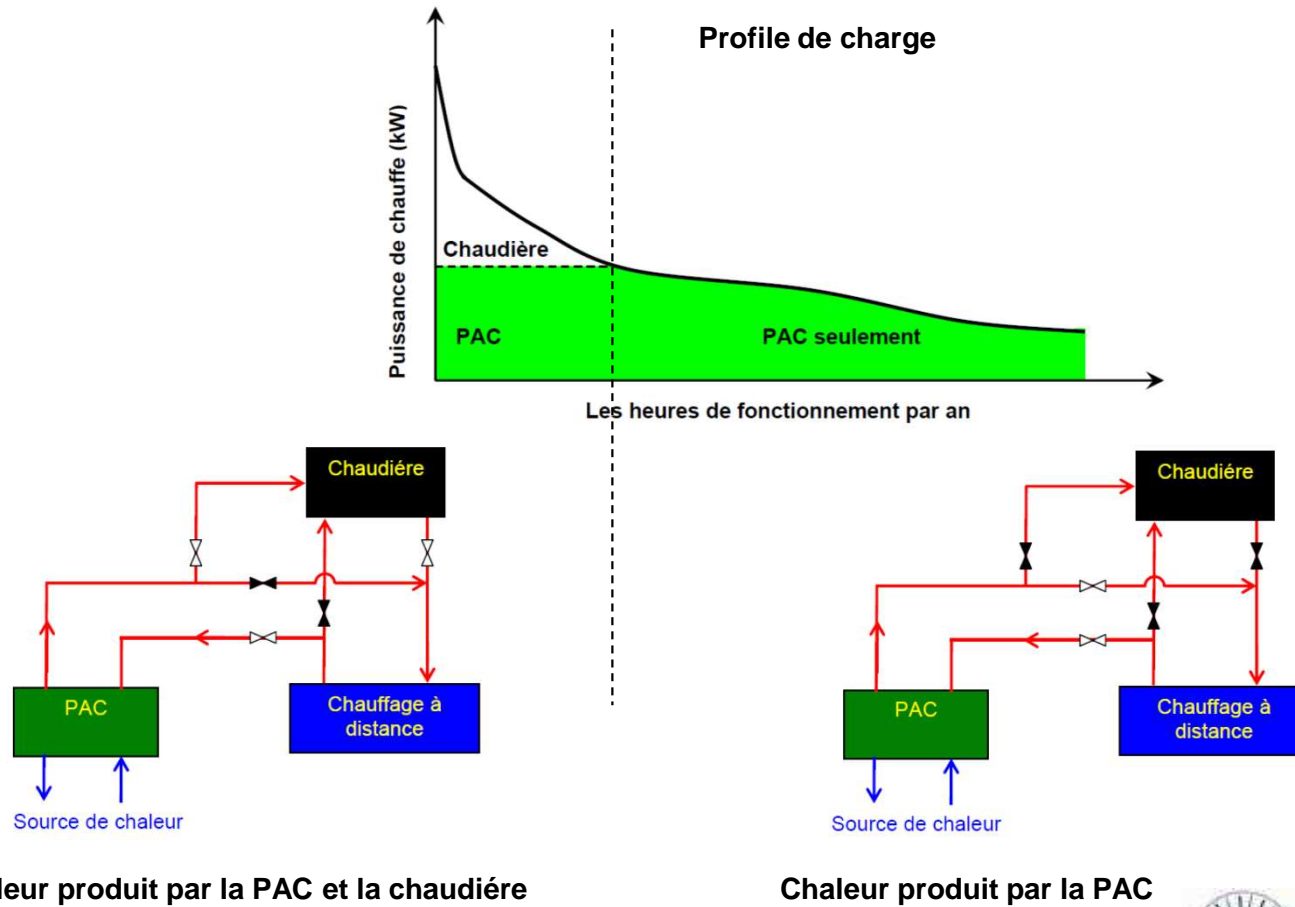 Profile de charge
Puissance de chauffe (kW)
Chaudière
PAC
PAC seulement
Les heures de fonctionnement par an
Chaudiére
PAC
Chauffage à
distance
Source de chaleur
Chaudiére
PAC
Chauffage à
distance
Source de chaleur
leur produit par la PAC et la chaudiére
Chaleur produit par la PAC